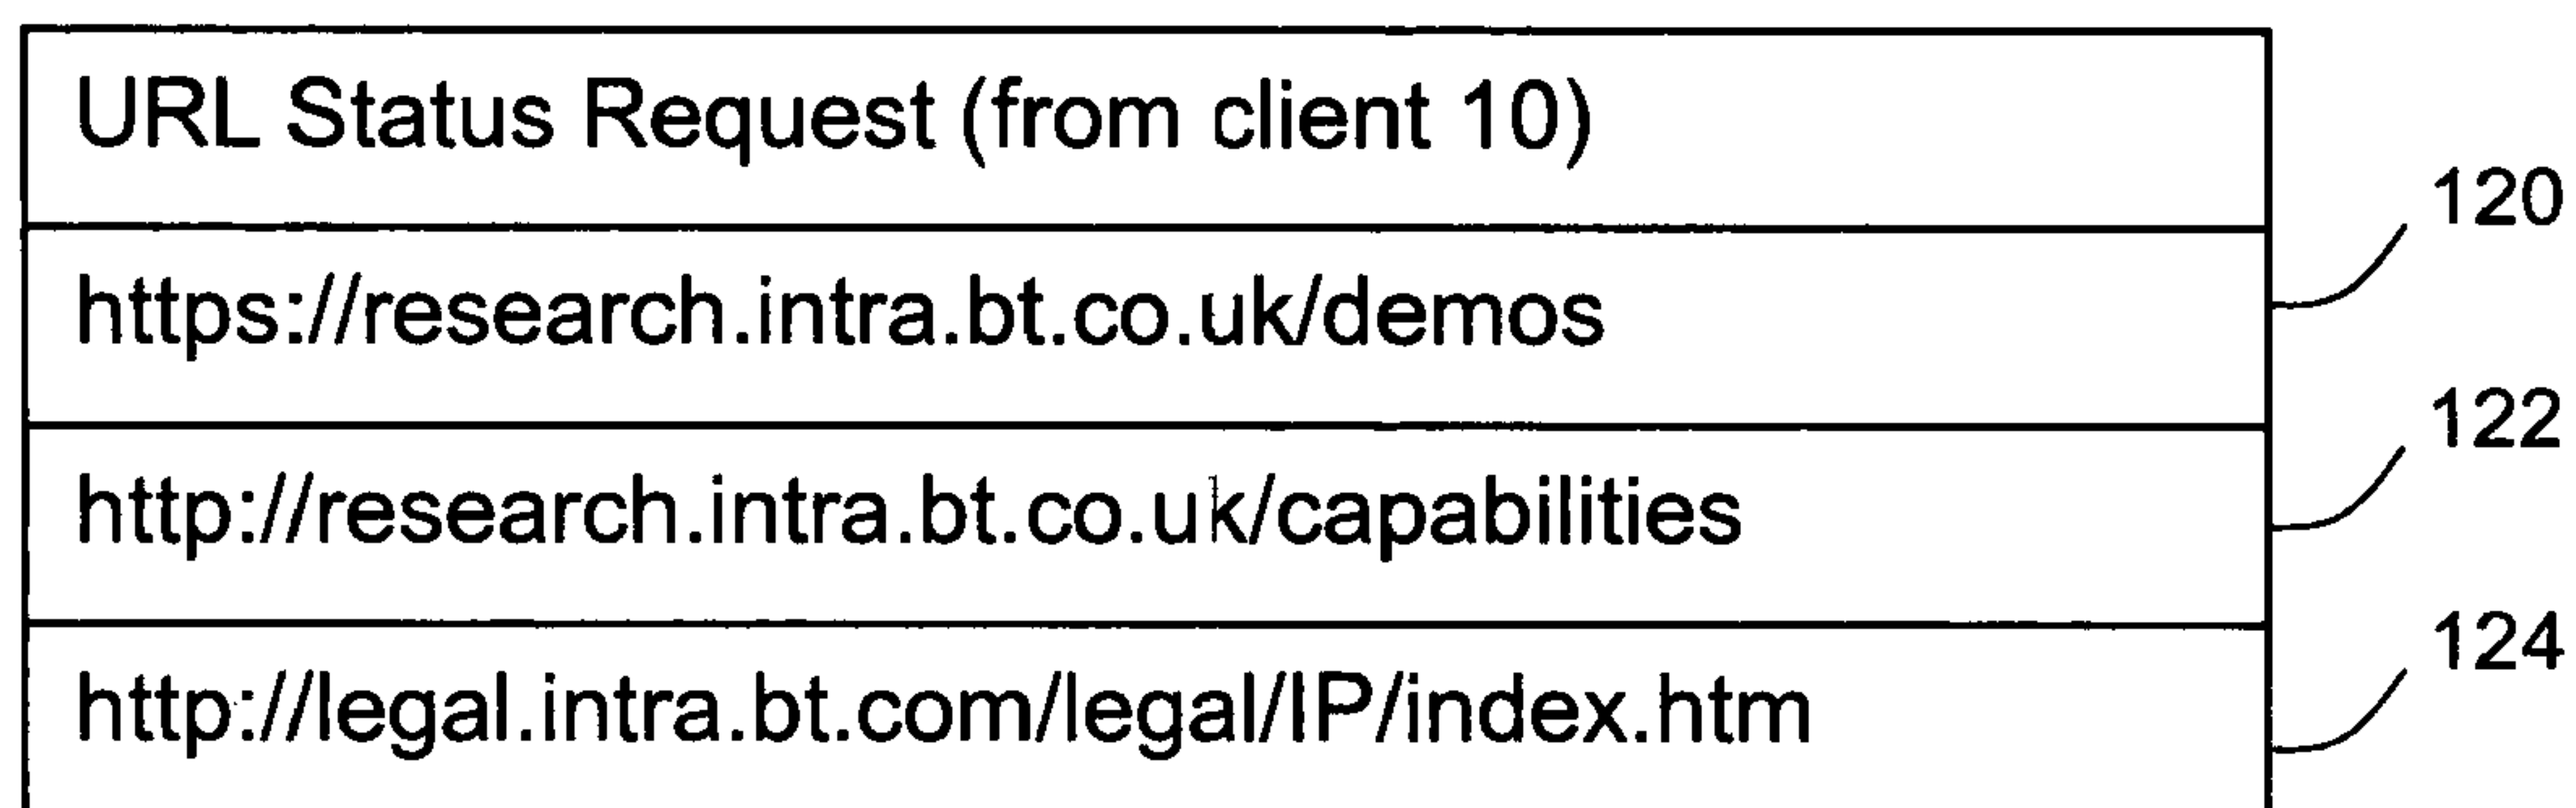 URL Status Request (from client 10)
120
https://research.intra.bt.co.uk/demos
122
http://research.intra.bt.co.uk/capabilities
124
http://legal.intra.bt.com/legal/IP/index.htm